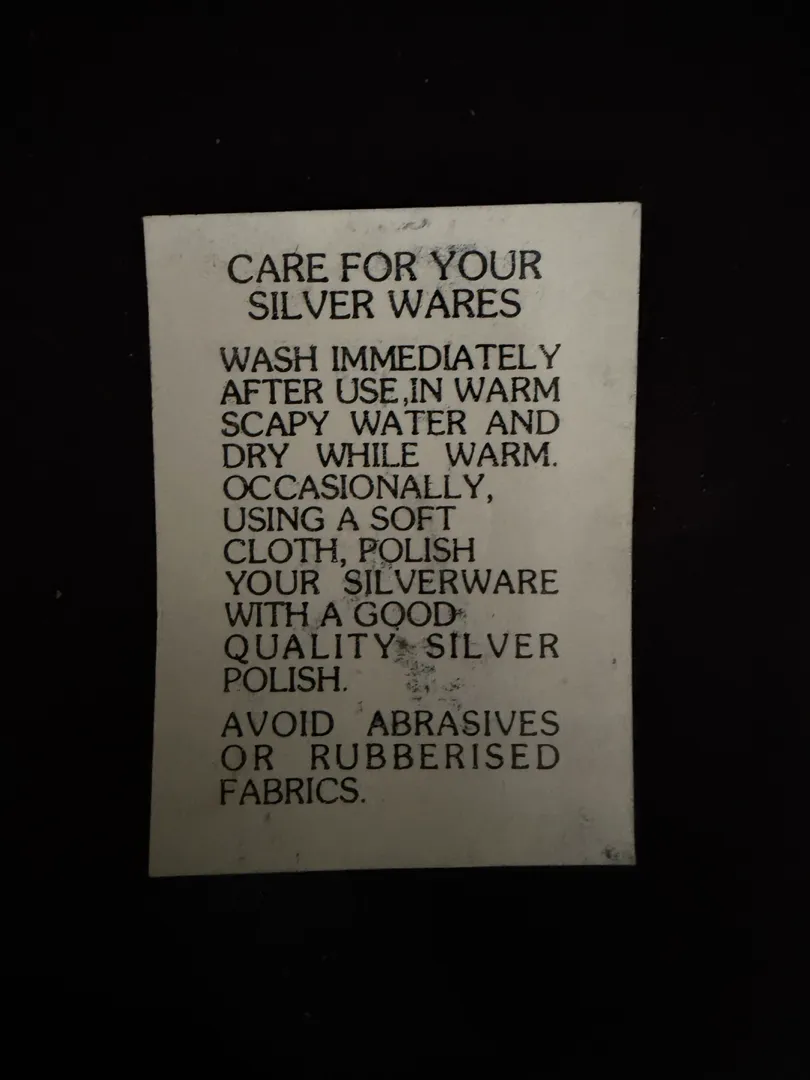 CARE FOR YOUR
SILVER WARES
WASH IMMEDIATELY
AFTER USE,IN WARM
SCAPY WATER AND
DRY WHILE WARM.
OCCASIONALLY,
USING A SOFT
CLOTH, POLISH
YOUR SILVERWARE
WITH A GOOD
QUALITY SILVER
POLISH.
AVOID ABRASIVES
OR RUBBERISED
FABRICS.